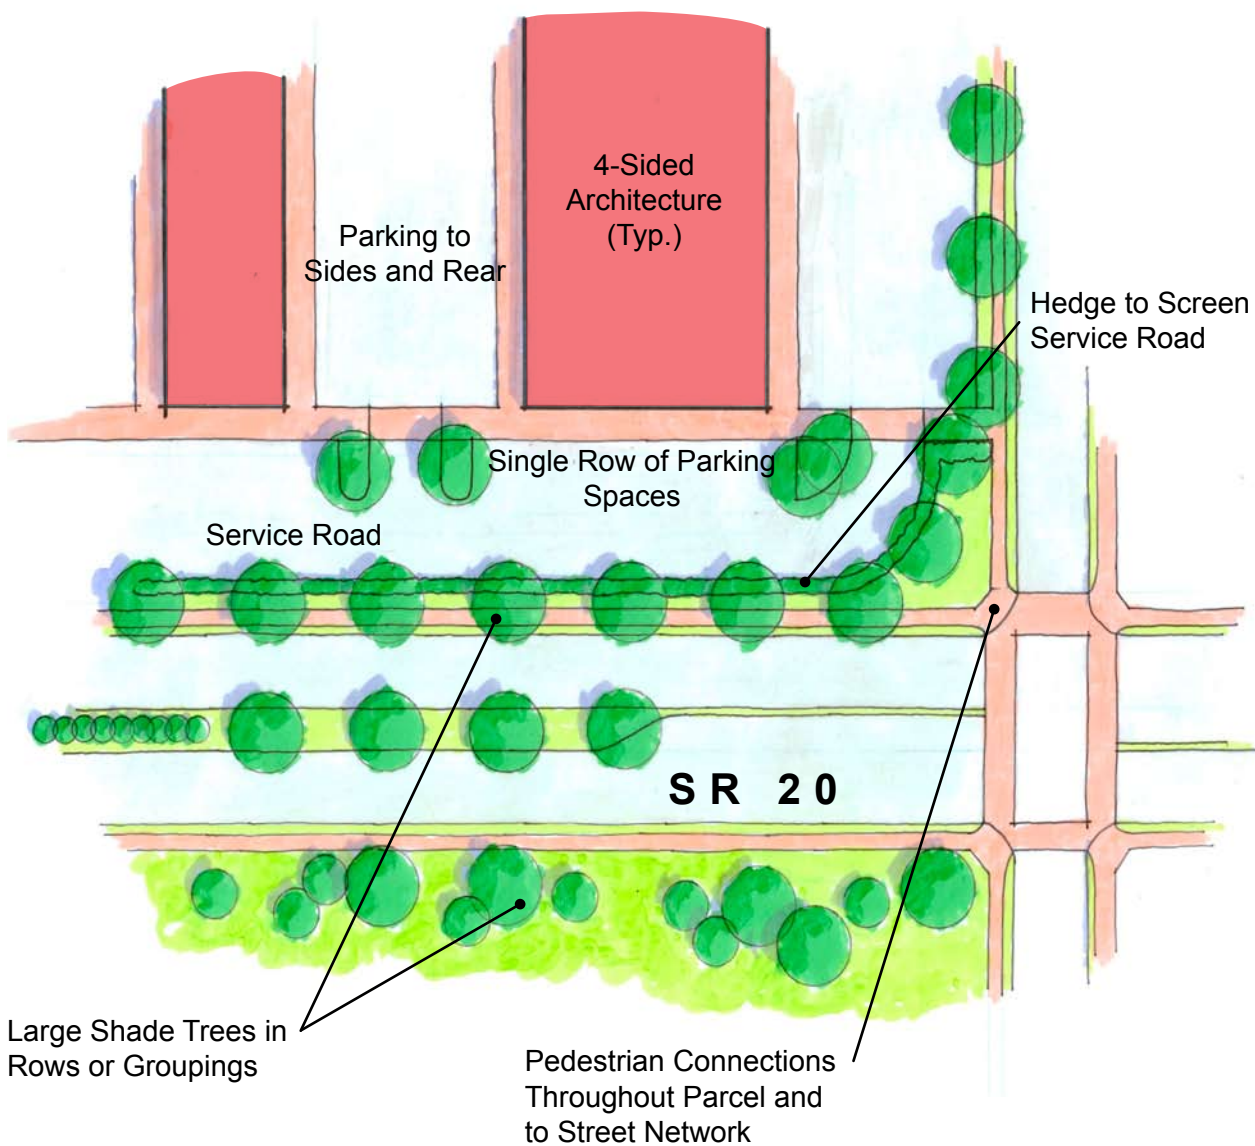 4-Sided
Architecture
(Typ.)
Parking to
Sides and Rear
Hedge to Screen
Service Road
Single Row of Parking
Spaces
Service Road
SR 20
Large Shade Trees in
Rows or Groupings
Pedestrian Connections
Throughout Parcel and
to Street Network